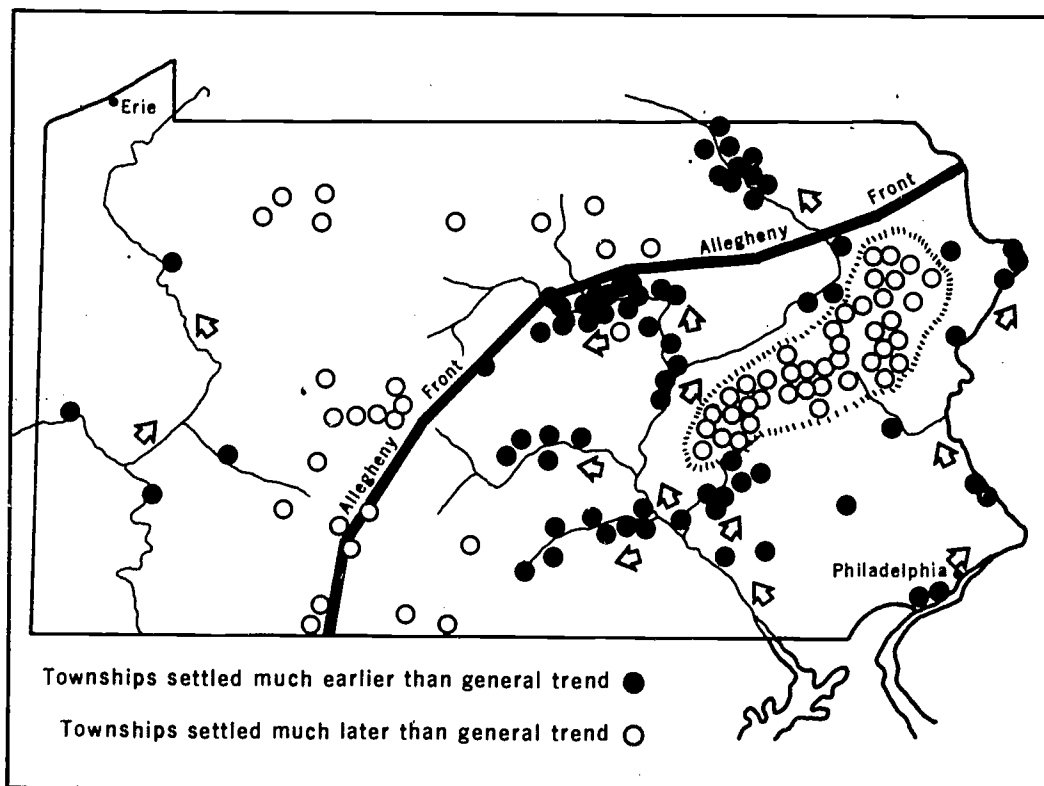 Erie
Front
Allegheny
Front
Allegheny
Philadelphia
Townships settled much earlier than general trend
Townships settled much later than general trend